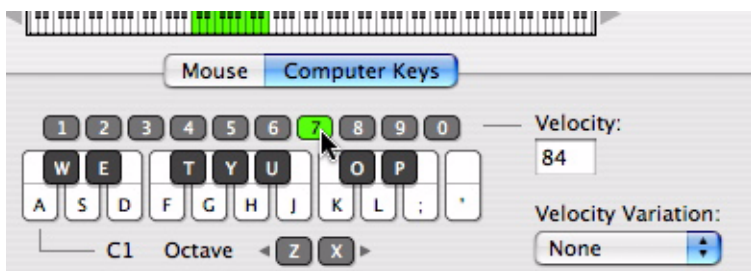 Mouse Computer Keys
1 2 3 4 5 6 7 8 9 0 Velocity:
84
W E T Y U O P
A S D F G H J K L ; '
Velocity Variation:
C1 Octave Z X
None